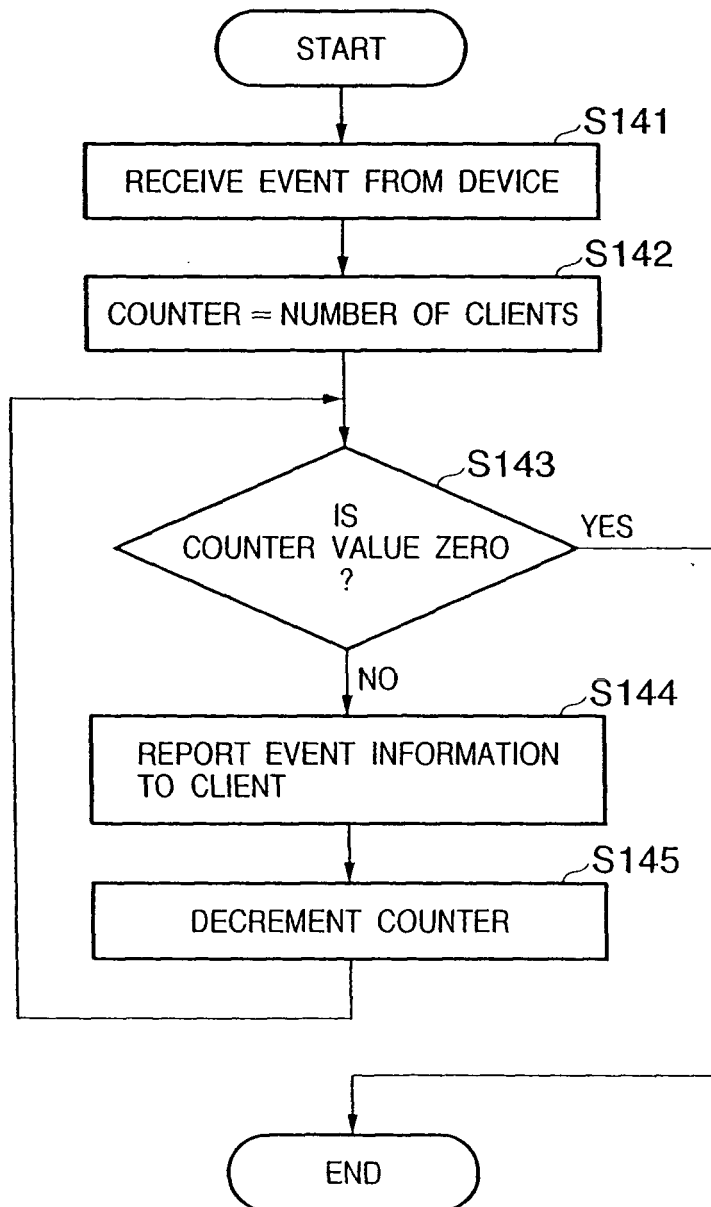 START
S141
RECEIVE EVENT FROM DEVICE
S142
COUNTER = NUMBER OF CLIENTS
S143
IS
COUNTER VALUE ZERO
?
YES
NO
S144
REPORT EVENT INFORMATION
TO CLIENT
S145
DECREMENT COUNTER
END